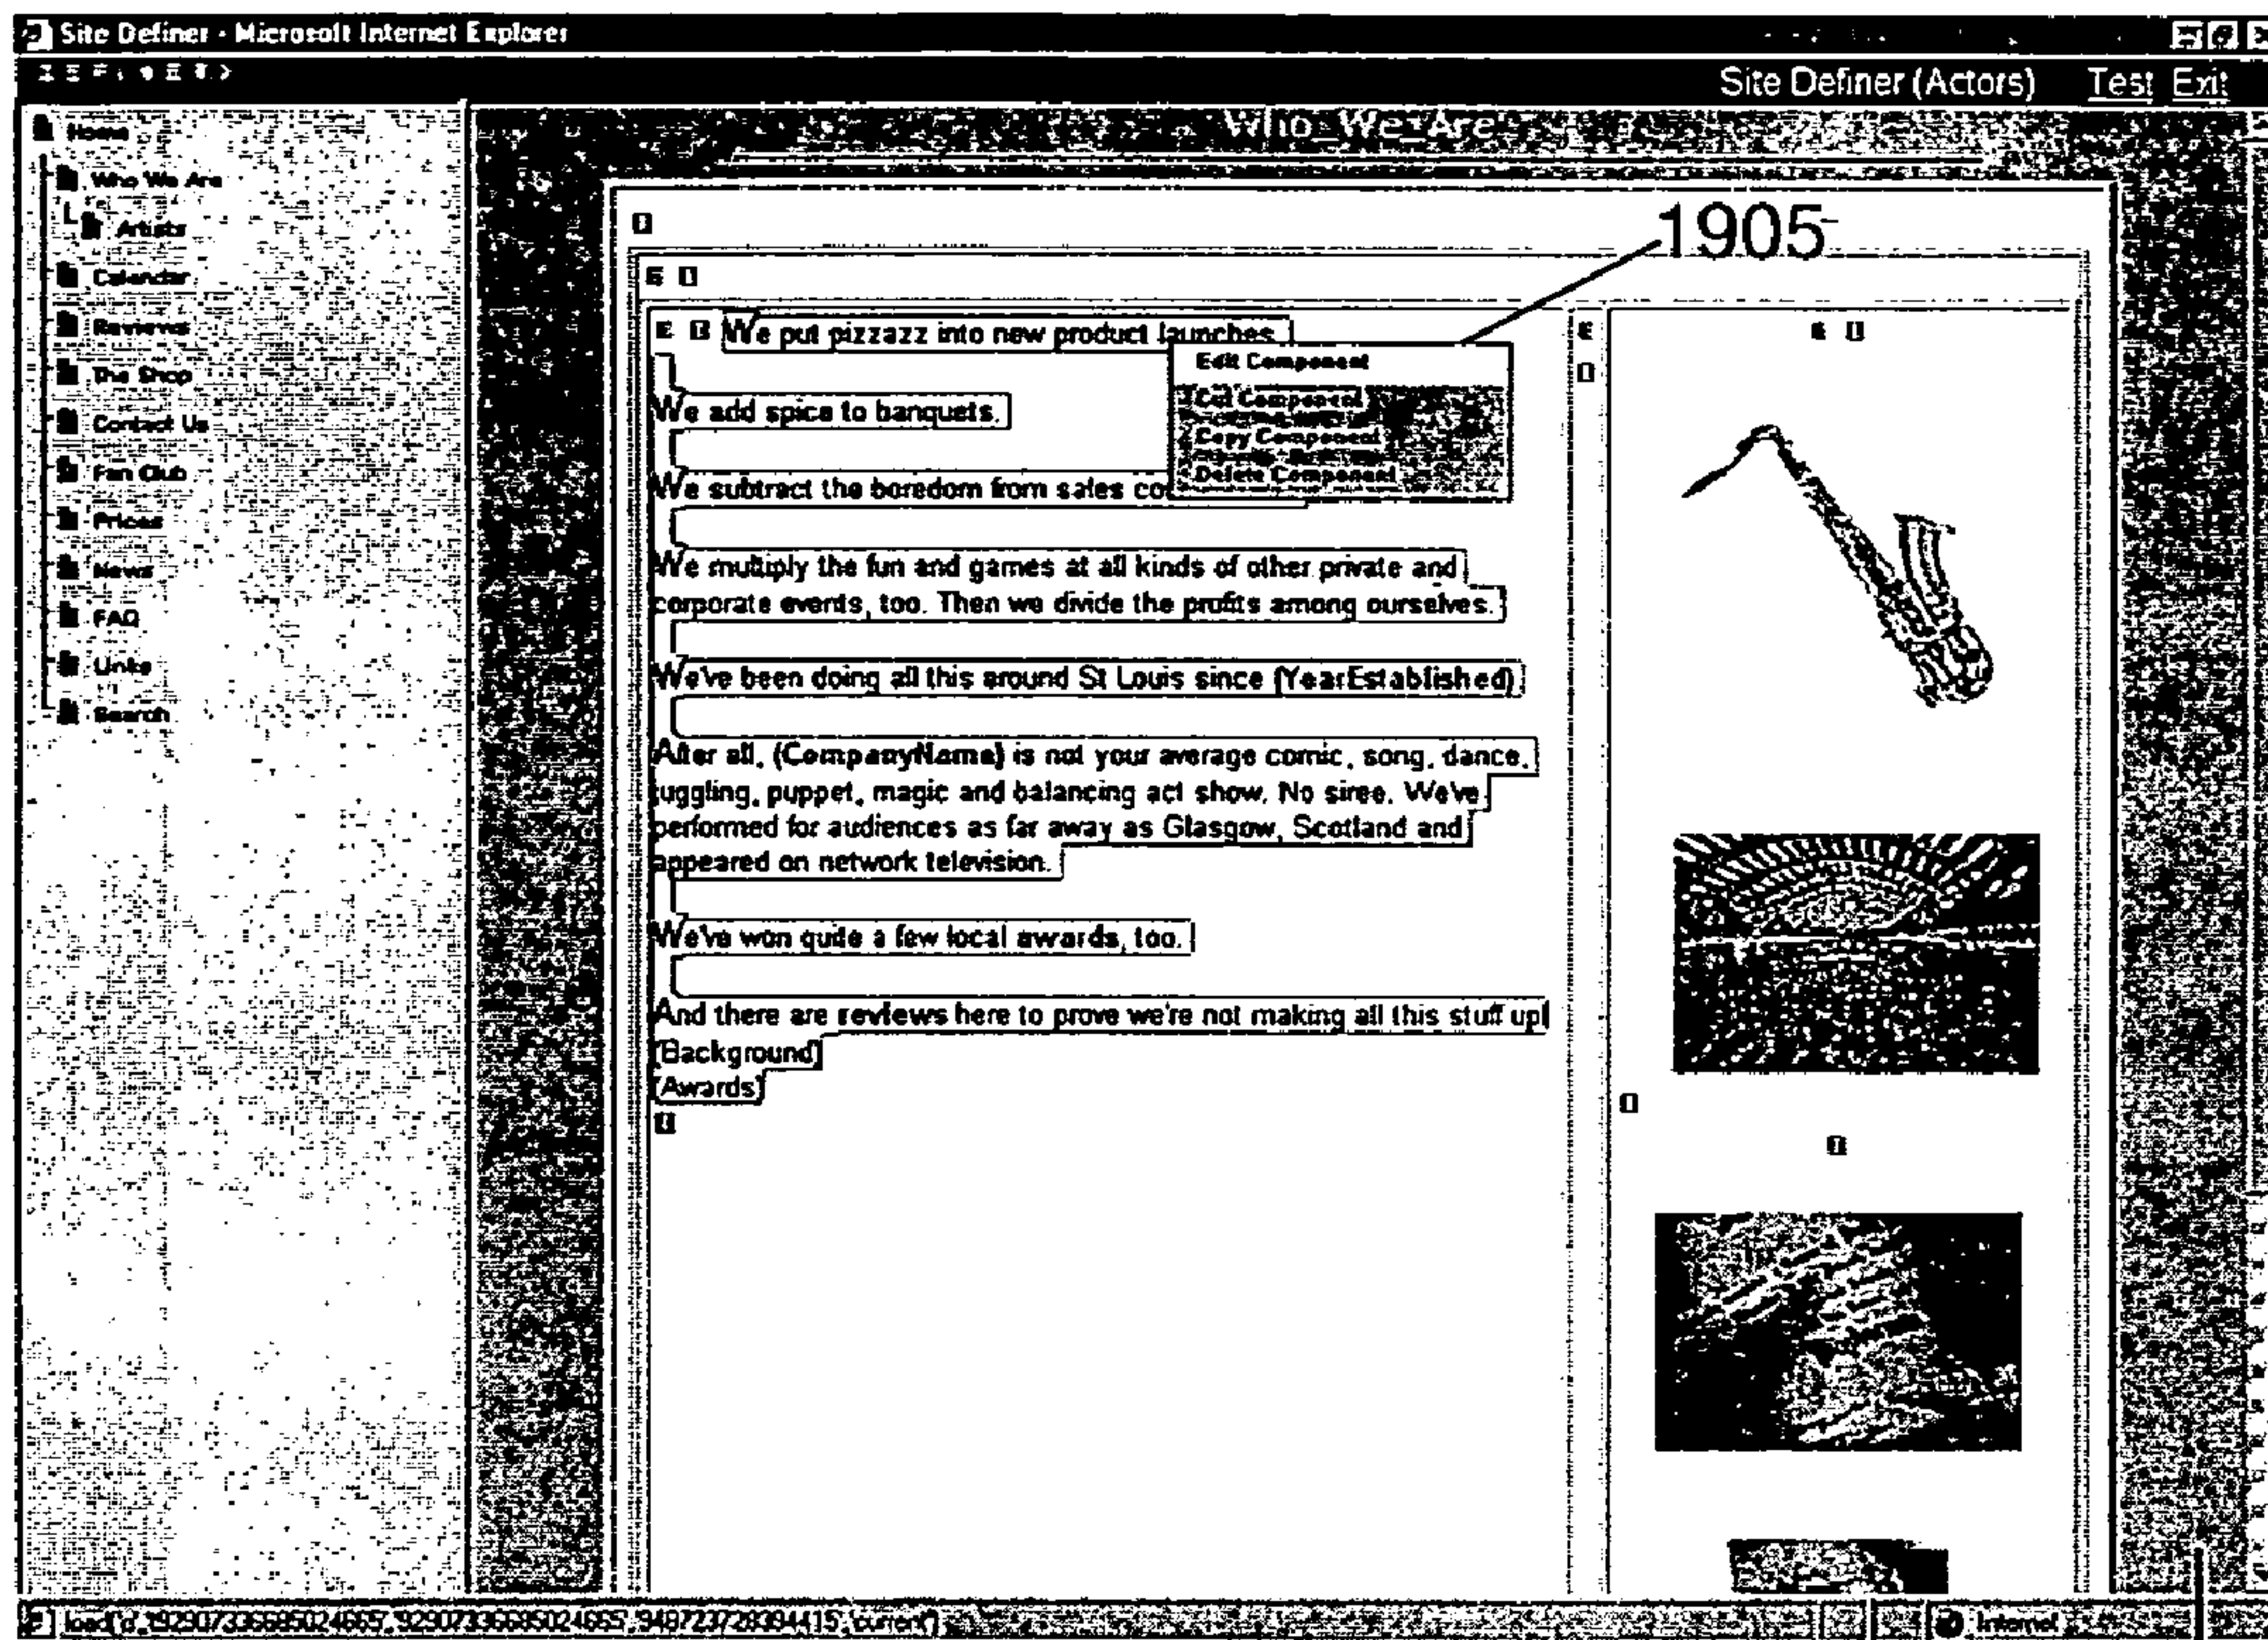 Site Definer - Microsoft Internet Explorer
Site Definer (Actors) Test Exit
Home
Who We Are
Artists
Calendar
Reviews
The Shop
Contact Us
Fan Club
Prices
News
FAQ
Links
Search
Who_We_Are
1905
We put pizzazz into new product launches.
Edit Component
Cut Component
Copy Component
Delete Component
We add spice to banquets.
We subtract the boredom from sales co
We multiply the fun and games at all kinds of other private and
corporate events, too. Then we divide the profits among ourselves.
We've been doing all this around St Louis since {YearEstablished}
After all, {CompanyName} is not your average comic, song, dance,
juggling, puppet, magic and balancing act show. No siree. We've
performed for audiences as far away as Glasgow, Scotland and
appeared on network television.
We've won quite a few local awards, too.
And there are reviews here to prove we're not making all this stuff up!
{Background}
{Awards}
Internet